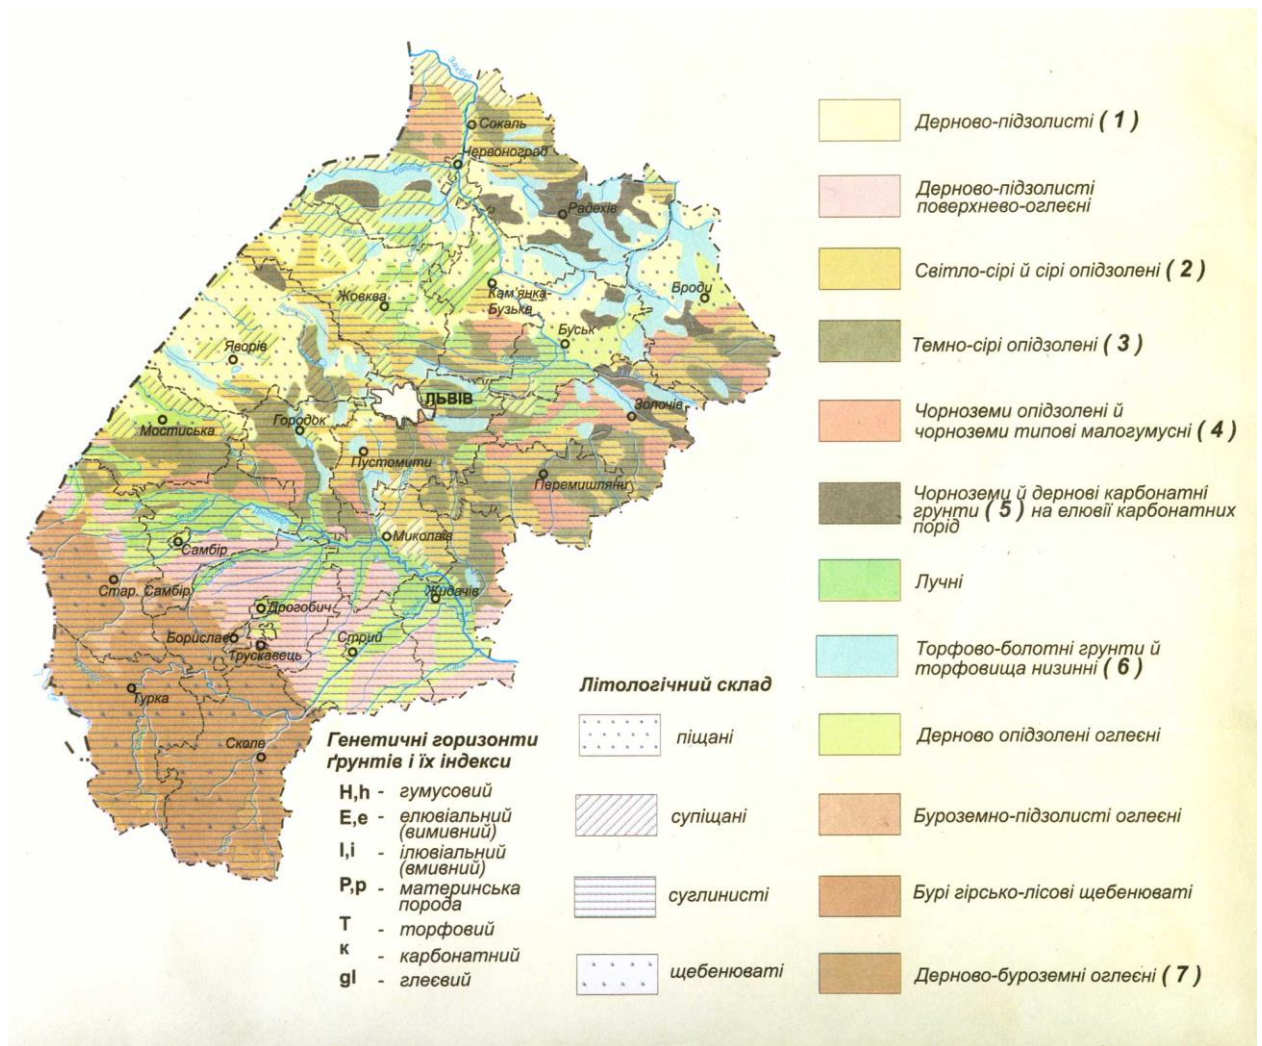 Зах.Буг
Сокаль
Червоноград
Радехів
Жовква
Кам'янка-
Бузька
Броди
Буськ
Яворів
ЛЬВІВ
Золочів
Мостиська
Городок
Пустомити
Перемишляни
Миколаїв
Самбір
Стар. Самбір
Жидачів
Дрогобич
Борислав
Трускавець
Стрий
Турка
Сколе
Генетичні горизонти
ґрунтів і їх індекси
H,h - гумусовий
E,e - елювіальний
(вимивний)
I,i - ілювіальний
(вмивний)
P,p - материнська
порода
T - торфовий
к - карбонатний
gl - глеєвий
Літологічний склад
піщані
супіщані
суглинисті
щебенюваті
Дерново-підзолисті ( 1 )
Дерново-підзолисті
поверхнево-оглеєні
Світло-сірі й сірі опідзолені ( 2 )
Темно-сірі опідзолені ( 3 )
Чорноземи опідзолені й
чорноземи типові малогумусні ( 4 )
Чорноземи й дернові карбонатні
грунти ( 5 ) на елювії карбонатних
порід
Лучні
Торфово-болотні грунти й
торфовища низинні ( 6 )
Дерново опідзолені оглеєні
Буроземно-підзолисті оглеєні
Бурі гірсько-лісові щебенюваті
Дерново-буроземні оглеєні ( 7 )